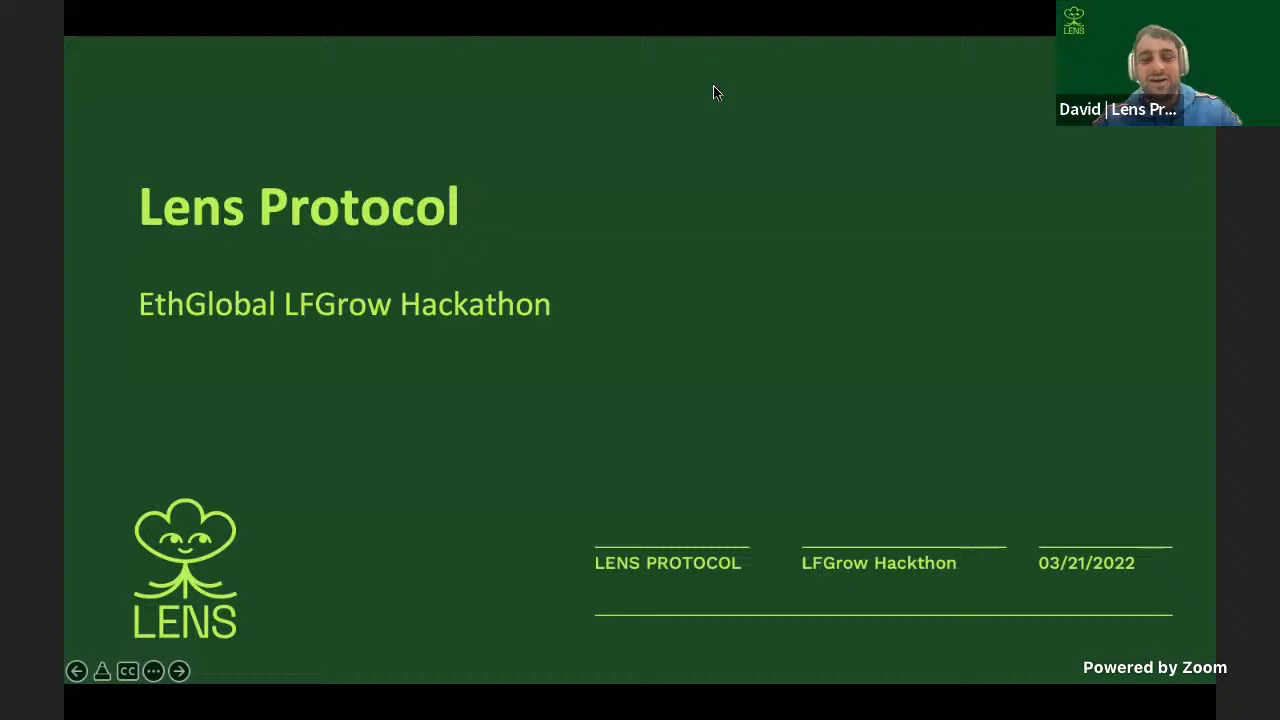 LENS
David | Lens Pr...
Lens Protocol
EthGlobal LFGrow Hackathon
LENS PROTOCOL
LFGrow Hackthon
03/21/2022
LENS
CC
Powered by Zoom